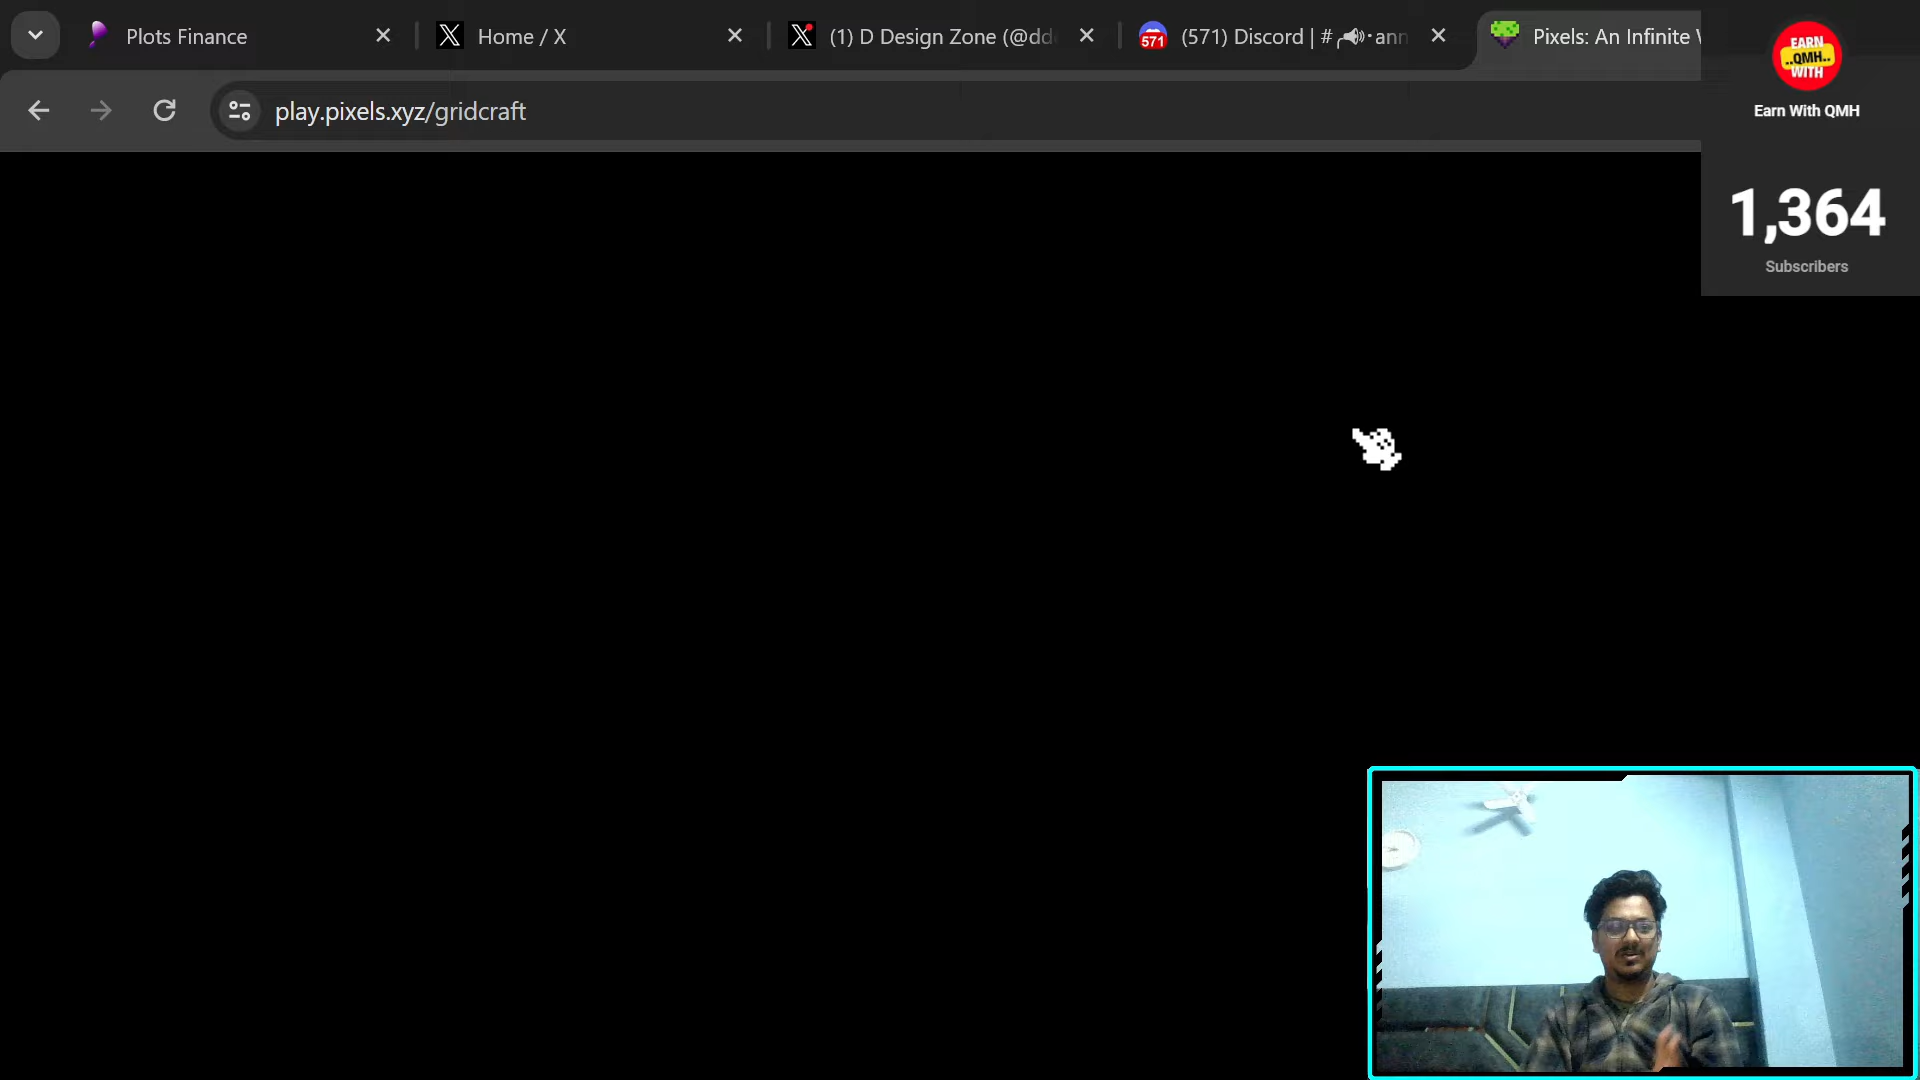 Plots Finance
Home / X
(1) D Design Zone (@dd
571
(571) Discord | # ann
Pixels: An Infinite
play.pixels.xyz/gridcraft
EARN
..QMH..
WITH
Earn With QMH
1,364
Subscribers